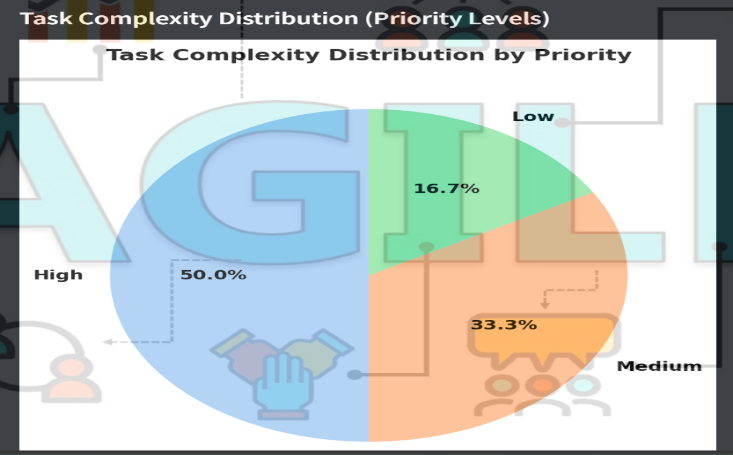 Task Complexity Distribution (Priority Levels)
Task Complexity Distribution by Priority
Low
16.7%
High
50.0%
33.3%
Medium
AGIL